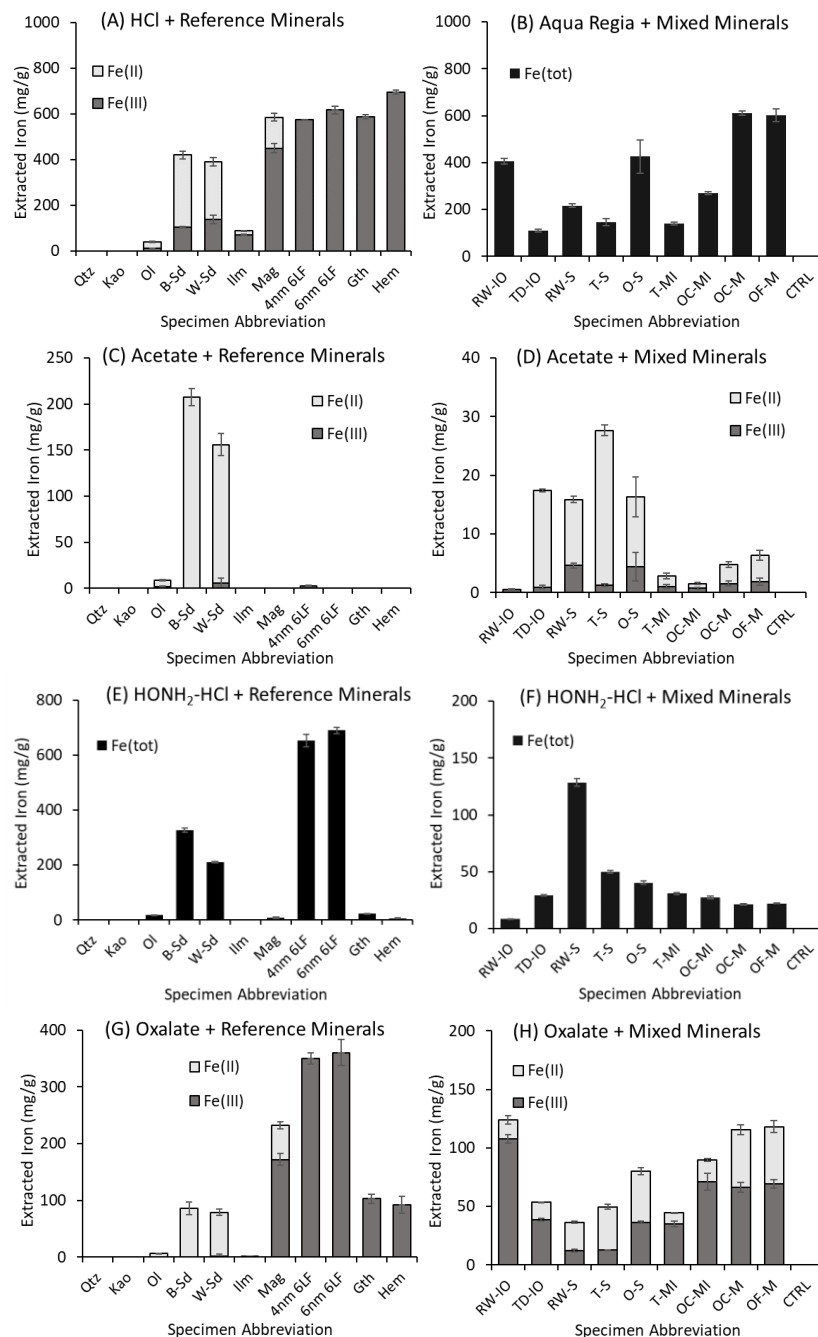 (A) HCl + Reference Minerals
1000
800
600
400
200
0
Extracted Iron (mg/g)
Fe(II)
Fe(III)
Qtz Kao Ol B-Sd W-Sd Ilm Mag 4nm 6LF 6nm 6LF Gth Hem
Specimen Abbreviation
(B) Aqua Regia + Mixed Minerals
1000
800
600
400
200
0
Extracted Iron (mg/g)
Fe(tot)
RW-IO TD-IO RW-S T-S O-S T-MI OC-MI OC-M OF-M CTRL
Specimen Abbreviation
(C) Acetate + Reference Minerals
250
200
150
100
50
0
Extracted Iron (mg/g)
Fe(II)
Fe(III)
Qtz Kao Ol B-Sd W-Sd Ilm Mag 4nm 6LF 6nm 6LF Gth Hem
Specimen Abbreviation
(D) Acetate + Mixed Minerals
40
30
20
10
0
Extracted Iron (mg/g)
Fe(II)
Fe(III)
RW-IO TD-IO RW-S T-S O-S T-MI OC-MI OC-M OF-M CTRL
Specimen Abbreviation
(E) HONH2-HCl + Reference Minerals
800
600
400
200
0
Extracted Iron (mg/g)
Fe(tot)
Qtz Kao Ol B-Sd W-Sd Ilm Mag 4nm 6LF 6nm 6LF Gth Hem
Specimen Abbreviation
(F) HONH2-HCl + Mixed Minerals
200
150
100
50
0
Extracted Iron (mg/g)
Fe(tot)
RW-IO TD-IO RW-S T-S O-S T-MI OC-MI OC-M OF-M CTRL
Specimen Abbreviation
(G) Oxalate + Reference Minerals
400
300
200
100
0
Extracted Iron (mg/g)
Fe(II)
Fe(III)
Qtz Kao Ol B-Sd W-Sd Ilm Mag 4nm 6LF 6nm 6LF Gth Hem
Specimen Abbreviation
(H) Oxalate + Mixed Minerals
200
150
100
50
0
Extracted Iron (mg/g)
Fe(II)
Fe(III)
RW-IO TD-IO RW-S T-S O-S T-MI OC-MI OC-M OF-M CTRL
Specimen Abbreviation